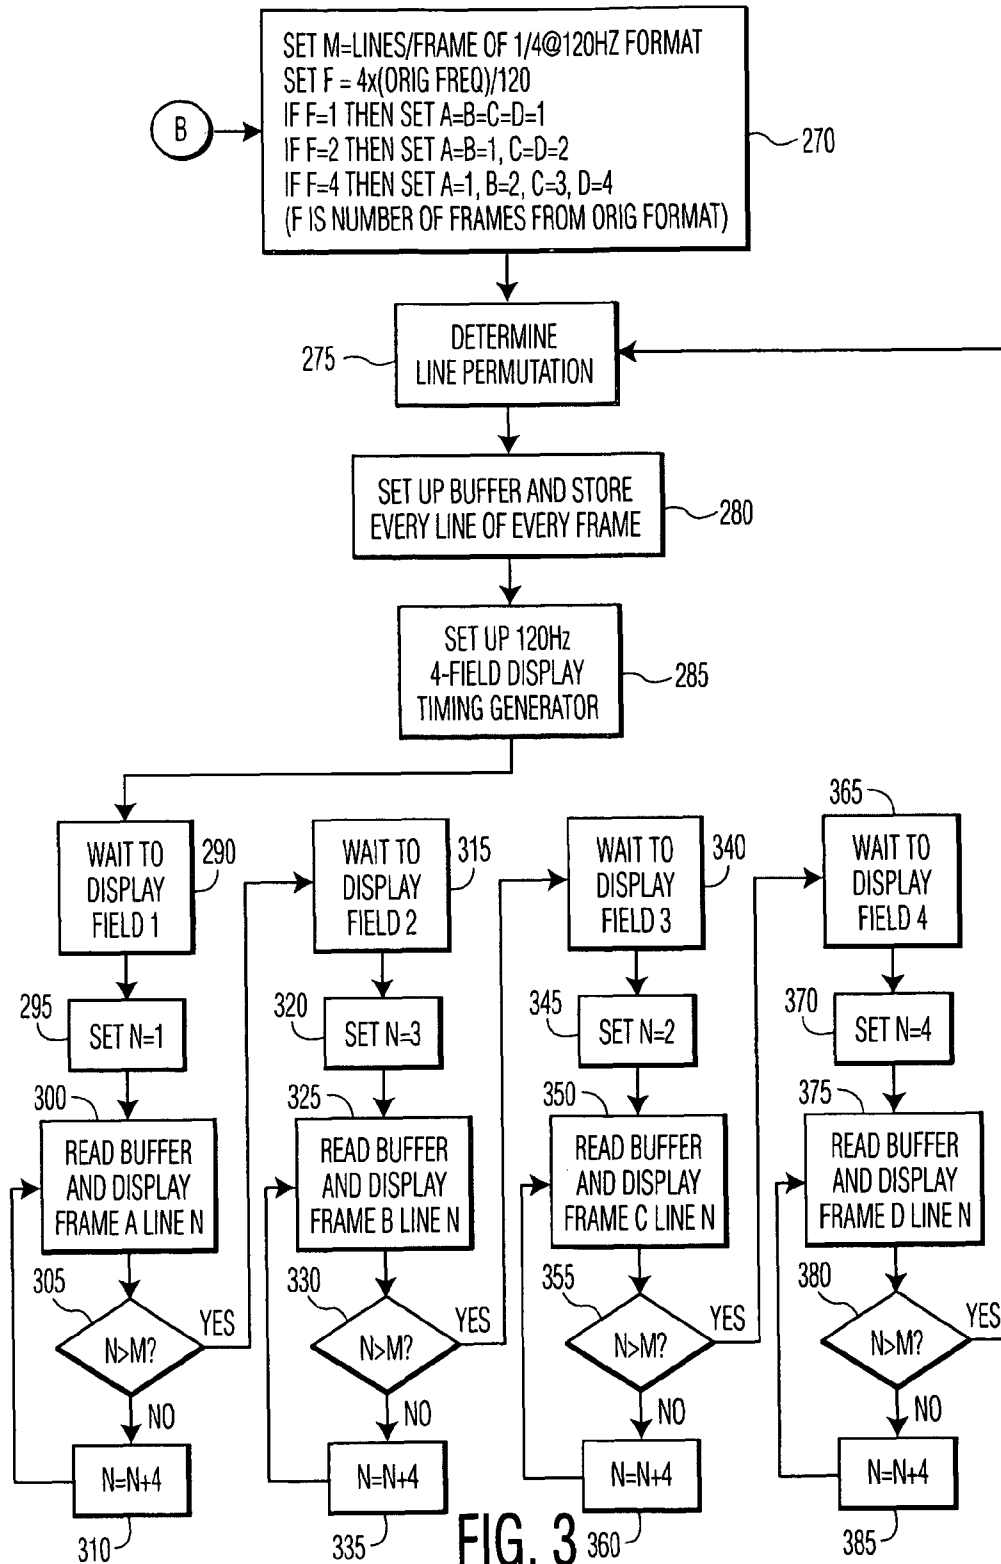 SET M=LINES/FRAME OF 1/4@120HZ FORMAT
SET F = 4x(ORIG FREQ)/120
IF F=1 THEN SET A=B=C=D=1
IF F=2 THEN SET A=B=1, C=D=2
IF F=4 THEN SET A=1, B=2, C=3, D=4
(F IS NUMBER OF FRAMES FROM ORIG FORMAT)
B
270
DETERMINE
LINE PERMUTATION
275
SET UP BUFFER AND STORE
EVERY LINE OF EVERY FRAME
280
SET UP 120Hz
4-FIELD DISPLAY
TIMING GENERATOR
285
WAIT TO
DISPLAY
FIELD 1
290
295
SET N=1
300
READ BUFFER
AND DISPLAY
FRAME A LINE N
305
N>M?
YES
NO
N=N+4
310
WAIT TO
DISPLAY
FIELD 2
315
320
SET N=3
325
READ BUFFER
AND DISPLAY
FRAME B LINE N
330
N>M?
YES
NO
N=N+4
335
WAIT TO
DISPLAY
FIELD 3
340
345
SET N=2
350
READ BUFFER
AND DISPLAY
FRAME C LINE N
355
N>M?
YES
NO
N=N+4
360
365
WAIT TO
DISPLAY
FIELD 4
370
SET N=4
375
READ BUFFER
AND DISPLAY
FRAME D LINE N
380
N>M?
YES
NO
N=N+4
385
FIG. 3